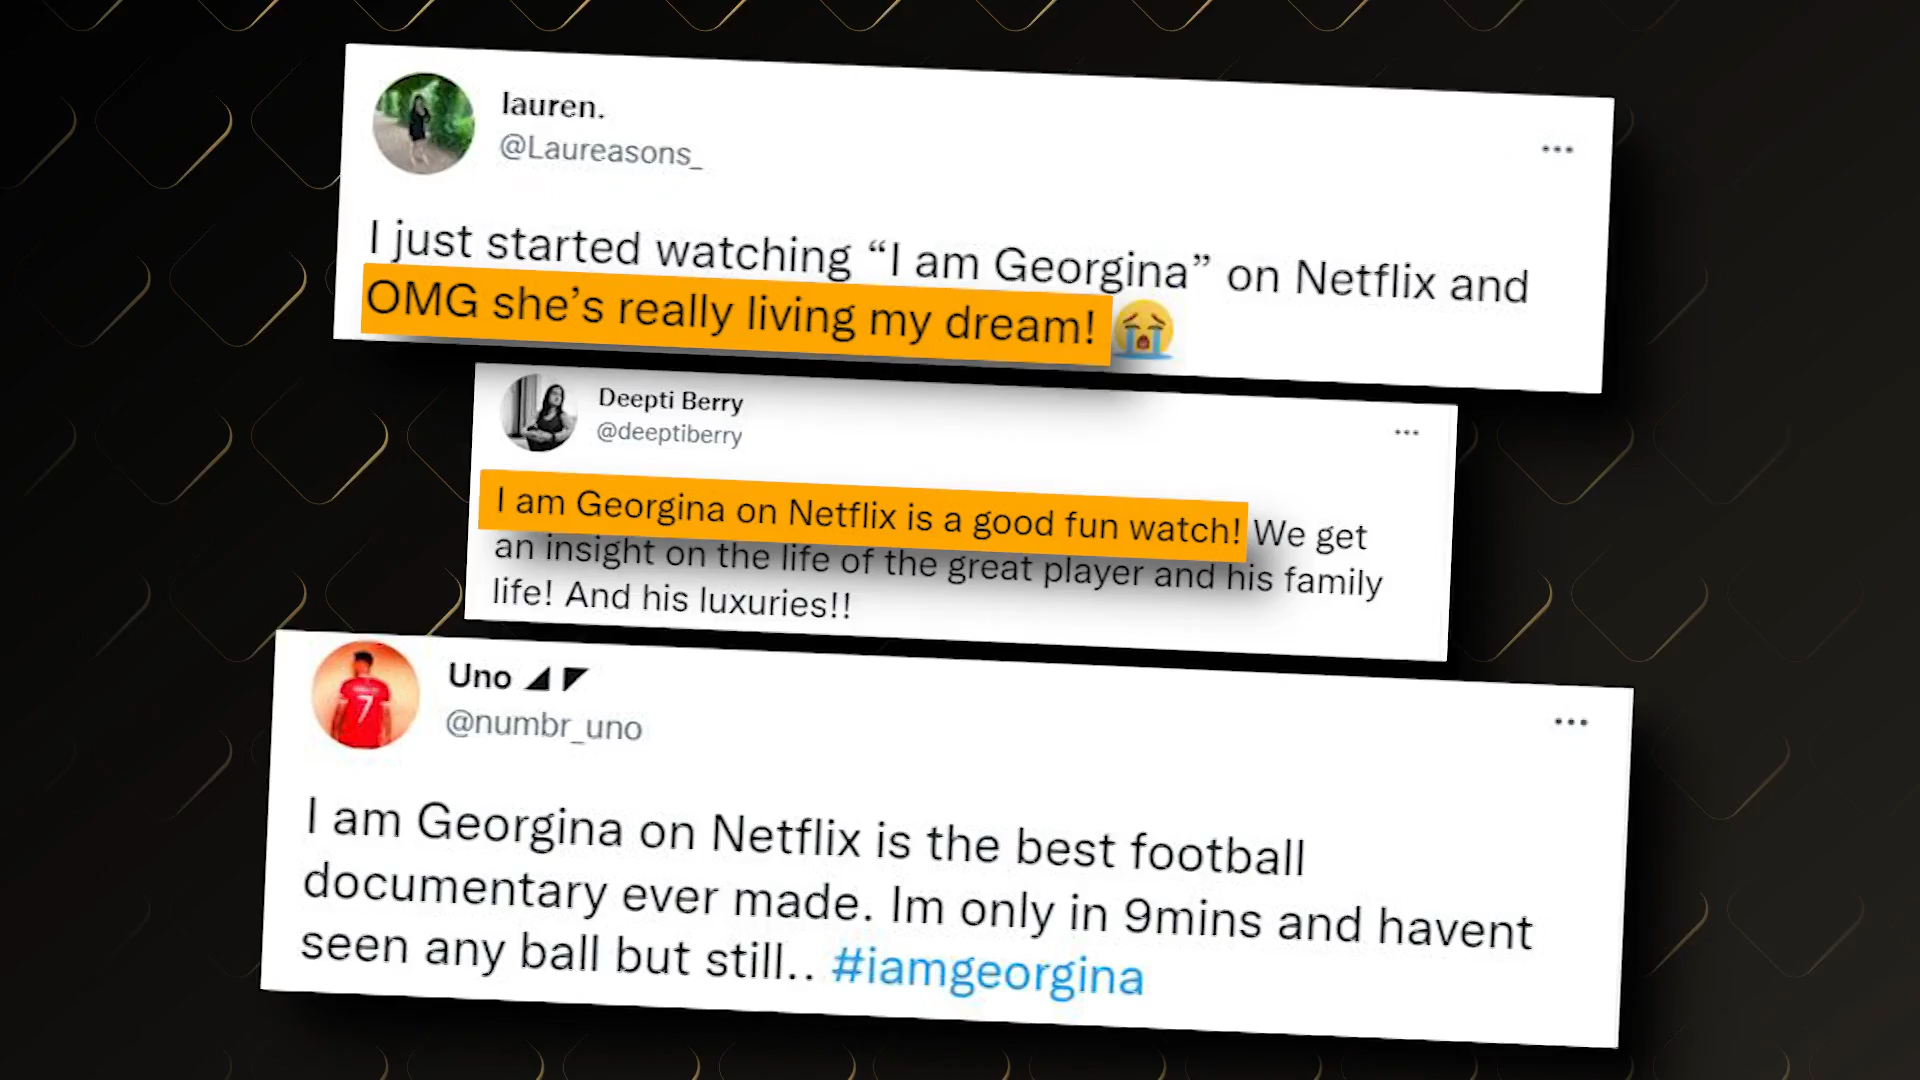 lauren.
@Laureasons_
I just started watching “I am Georgina” on Netflix and
OMG she’s really living my dream! 😭
Deepti Berry
@deeptiberry
I am Georgina on Netflix is a good fun watch! We get
an insight on the life of the great player and his family
life! And his luxuries!!
7
Uno ◢ ◤
@numbr_uno
I am Georgina on Netflix is the best football
documentary ever made. Im only in 9mins and havent
seen any ball but still.. #iamgeorgina